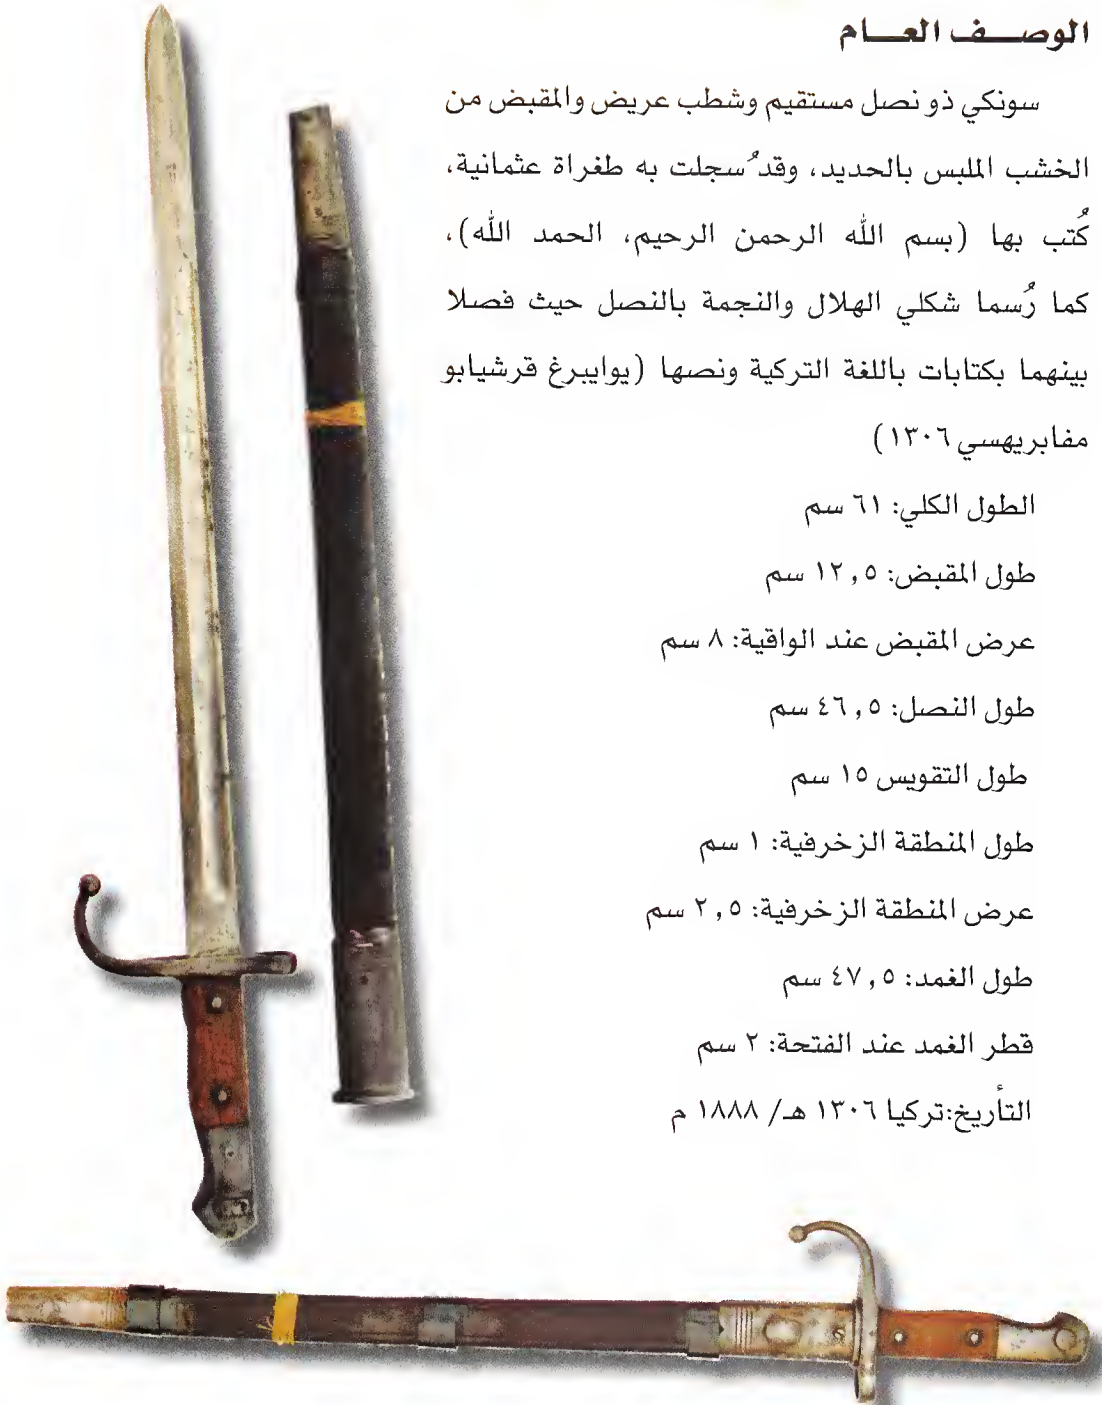 الوصف العام
سونكي ذو نصل مستقيم وشطب عريض والمقبض من
الخشب الملبس بالحديد، وقد ُسجلت به طغراة عثمانية،
كُتب بها (بسم الله الرحمن الرحيم، الحمد الله)،
كما رُسما شكلي الهلال والنجمة بالنصل حيث فصلا
بينهما بكتابات باللغة التركية ونصها (يوايبرغ قرشيابو
مفابريهسي ١٣٠٦)
الطول الكلي: ٦١ سم
طول المقبض: ١٢,٥ سم
عرض المقبض عند الواقية: ٨ سم
طول النصل: ٤٦,٥ سم
طول التقويس ١٥ سم
طول المنطقة الزخرفية: ١ سم
عرض المنطقة الزخرفية: ٢,٥ سم
طول الغمد: ٤٧,٥ سم
قطر الغمد عند الفتحة: ٢ سم
التأريخ:تركيا ١٣٠٦ هـ/ ١٨٨٨ م